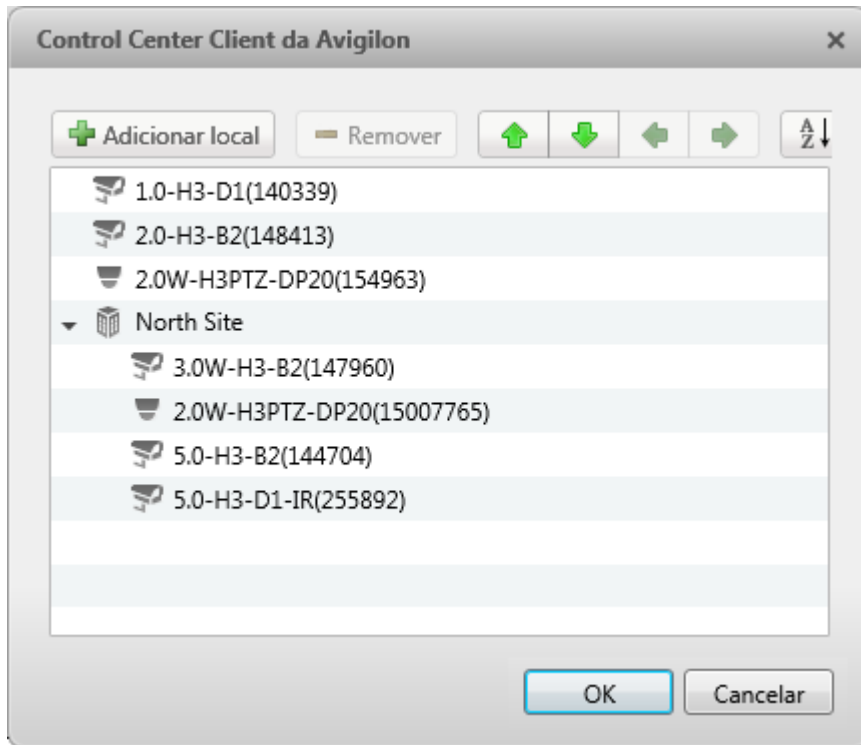 Control Center Client da Avigilon
Adicionar local Remover A Z
1.0-H3-D1(140339)
2.0-H3-B2(148413)
2.0W-H3PTZ-DP20(154963)
North Site
3.0W-H3-B2(147960)
2.0W-H3PTZ-DP20(15007765)
5.0-H3-B2(144704)
5.0-H3-D1-IR(255892)
OK Cancelar